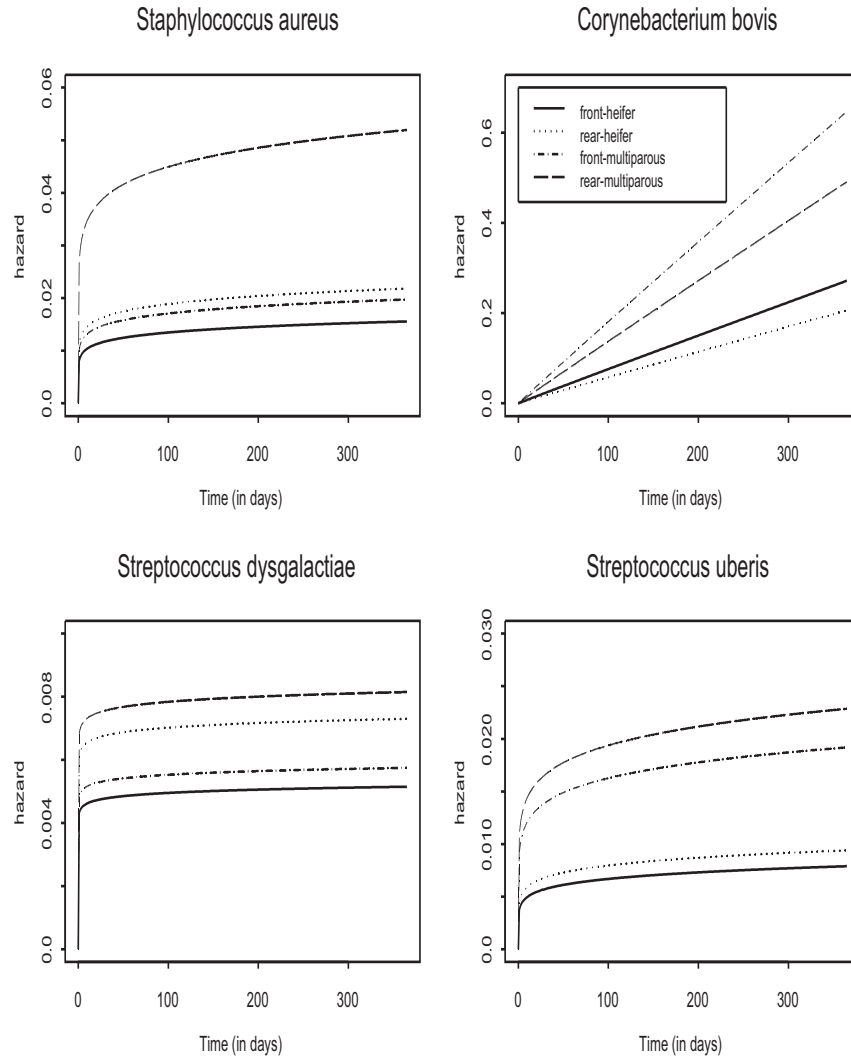 Staphylococcus aureus
hazard
0.0 0.02 0.04 0.06
0 100 200 300
Time (in days)
Corynebacterium bovis
front-heifer
rear-heifer
front-multiparous
rear-multiparous
hazard
0.0 0.2 0.4 0.6
0 100 200 300
Time (in days)
Streptococcus dysgalactiae
hazard
0.0 0.004 0.008
0 100 200 300
Time (in days)
Streptococcus uberis
hazard
0.0 0.010 0.020 0.030
0 100 200 300
Time (in days)